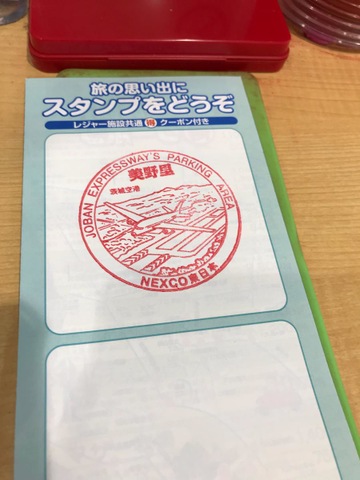 旅の思い出に
スタンプをどうぞ
レジャー施設共通 得 クーポン付き
JOBAN EXPRESSWAY'S PARKING AREA
美野里
茨城空港
NEXCO東日本